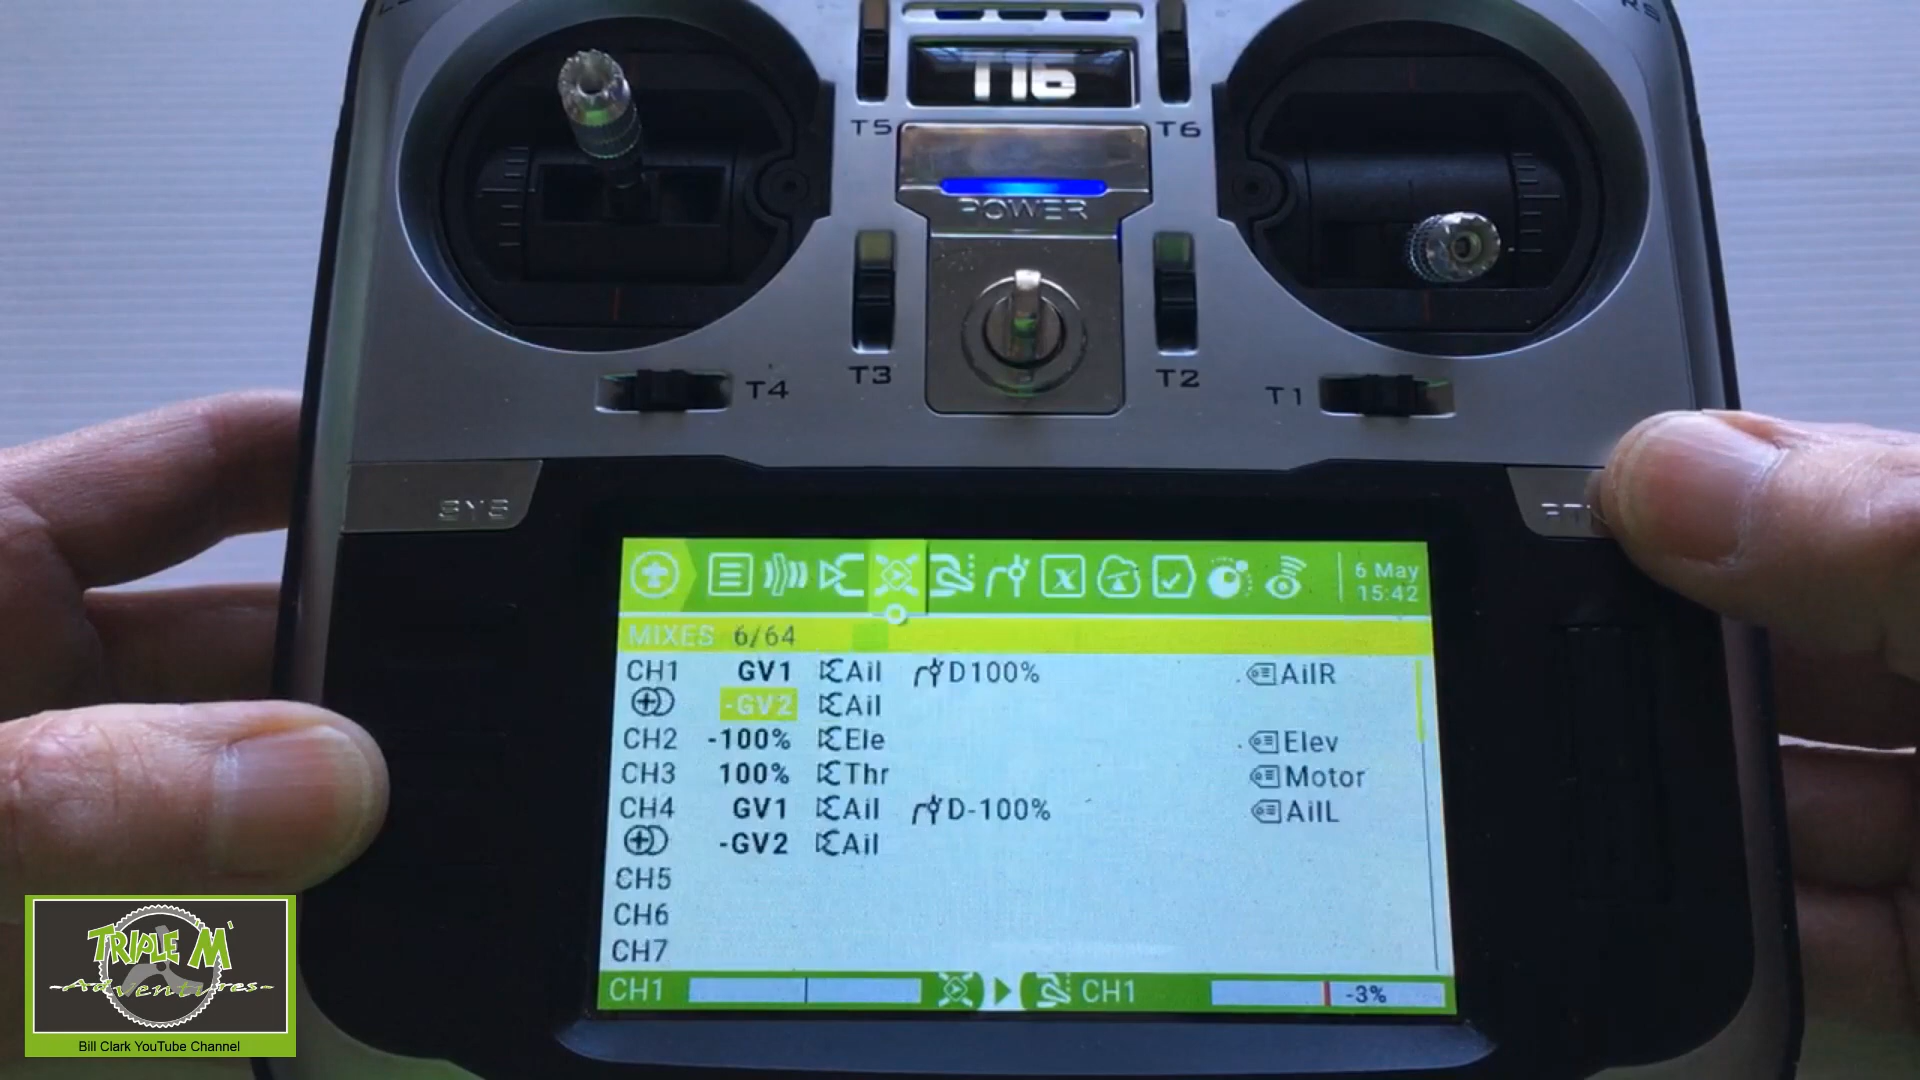 RS
T16
T5
T6
POWER
T4
T3
T2
T1
SYS
6 May
15:42
MIXES 6/64
CH1 GV1 Ail D100% AilR
-GV2 Ail
CH2 -100% Ele Elev
CH3 100% Thr Motor
CH4 GV1 Ail D-100% AilL
-GV2 Ail
CH5
CH6
CH7
CH1 CH1 -3%
TRIPLE M
-Adventures-
Bill Clark YouTube Channel